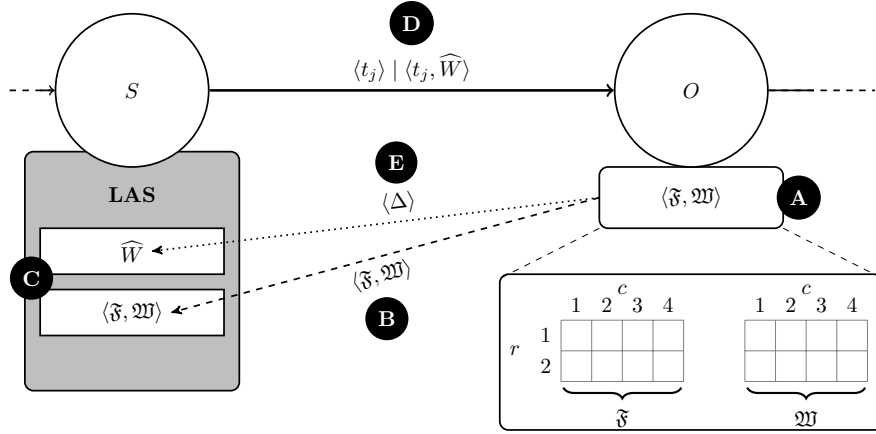 D
⟨t_j⟩ | ⟨t_j, Ŵ⟩
S
O
E
⟨Δ⟩
LAS
⟨𝔉, 𝔚⟩
A
Ŵ
C
⟨𝔉, 𝔚⟩
⟨𝔉, 𝔚⟩
B
c
1 2 3 4
r
1
2
𝔉
c
1 2 3 4
𝔚